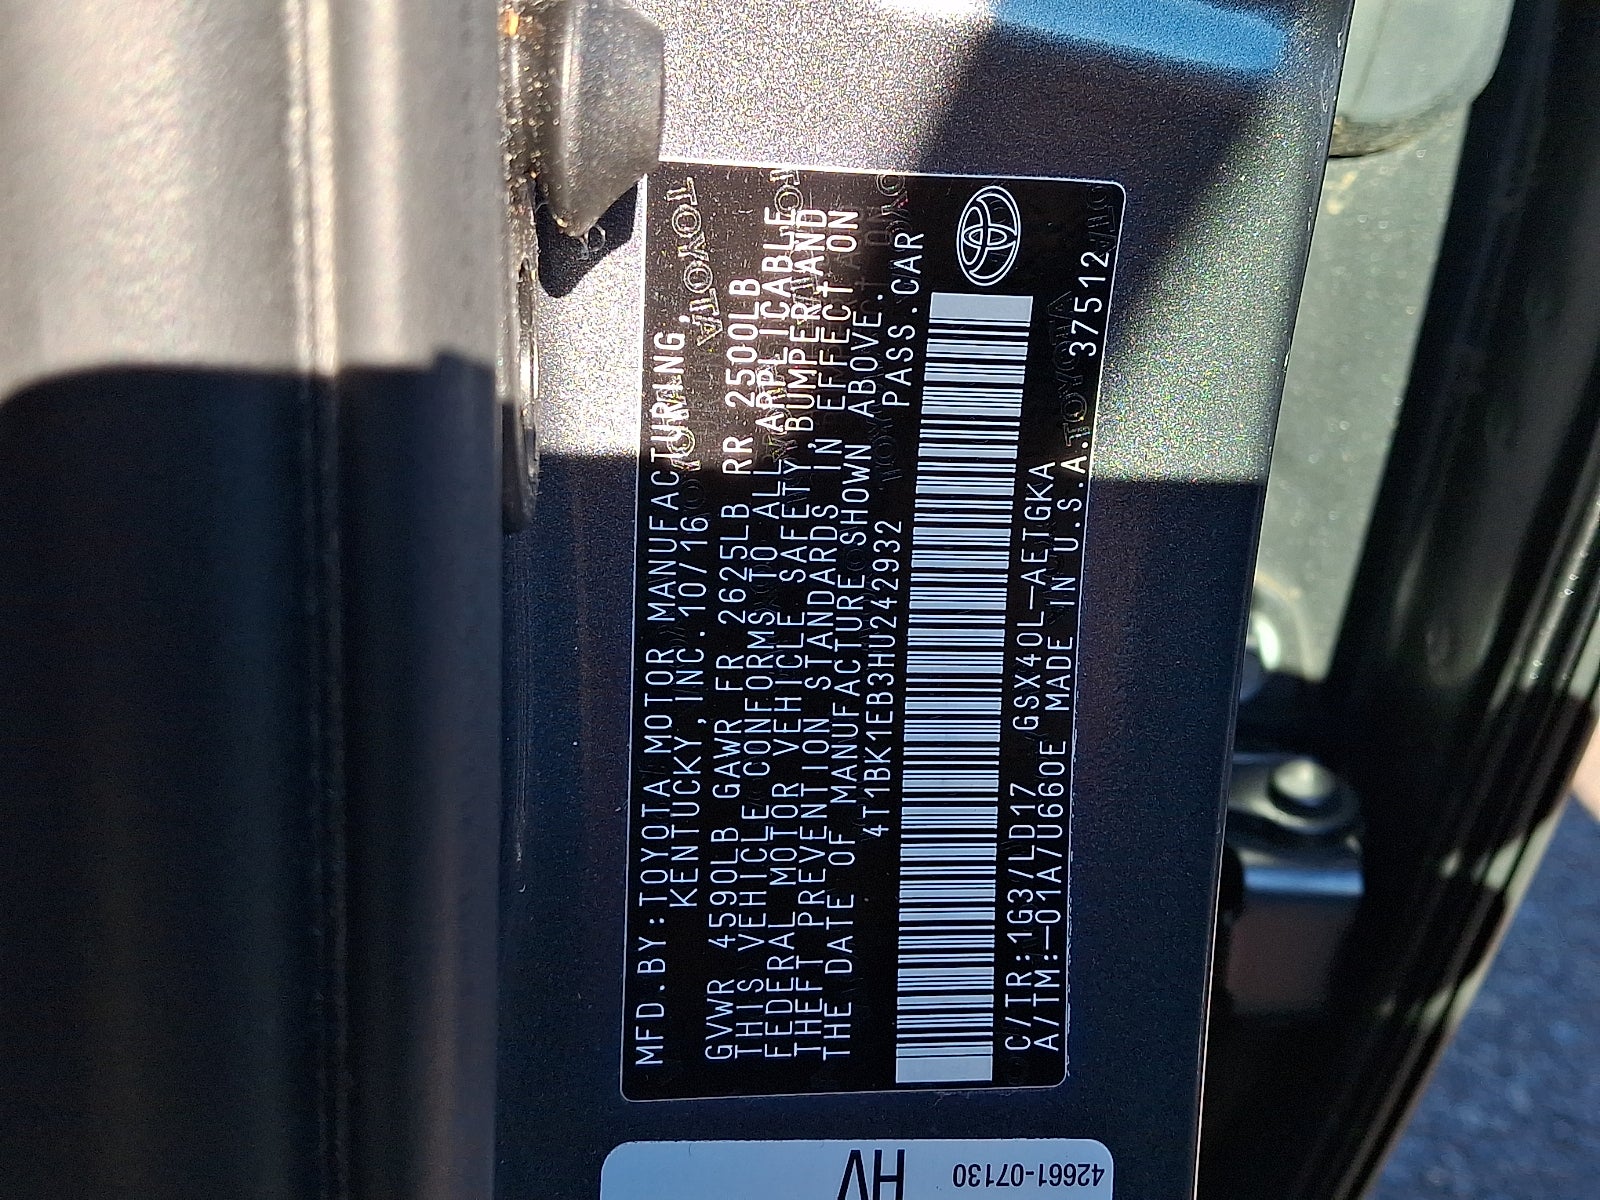 MFD.BY:TOYOTA MOTOR MANUFACTURING,
KENTUCKY, INC. 10/16
GVWR 4590LB GAWR FR 2625LB RR 2500LB
THIS VEHICLE CONFORMS TO ALL APPLICABLE
FEDERAL MOTOR VEHICLE SAFETY, BUMPER, AND
THEFT PREVENTION STANDARDS IN EFFECT ON
THE DATE OF MANUFACTURE SHOWN ABOVE.
4T1BK1EB3HU242932 PASS.CAR
C/TR:1G3/LD17 GSX40L-AETGKA
A/TM:-01A/U660E MADE IN U.S.A. 37512
TOYOTA
TOYOTA
HV
42661-07130